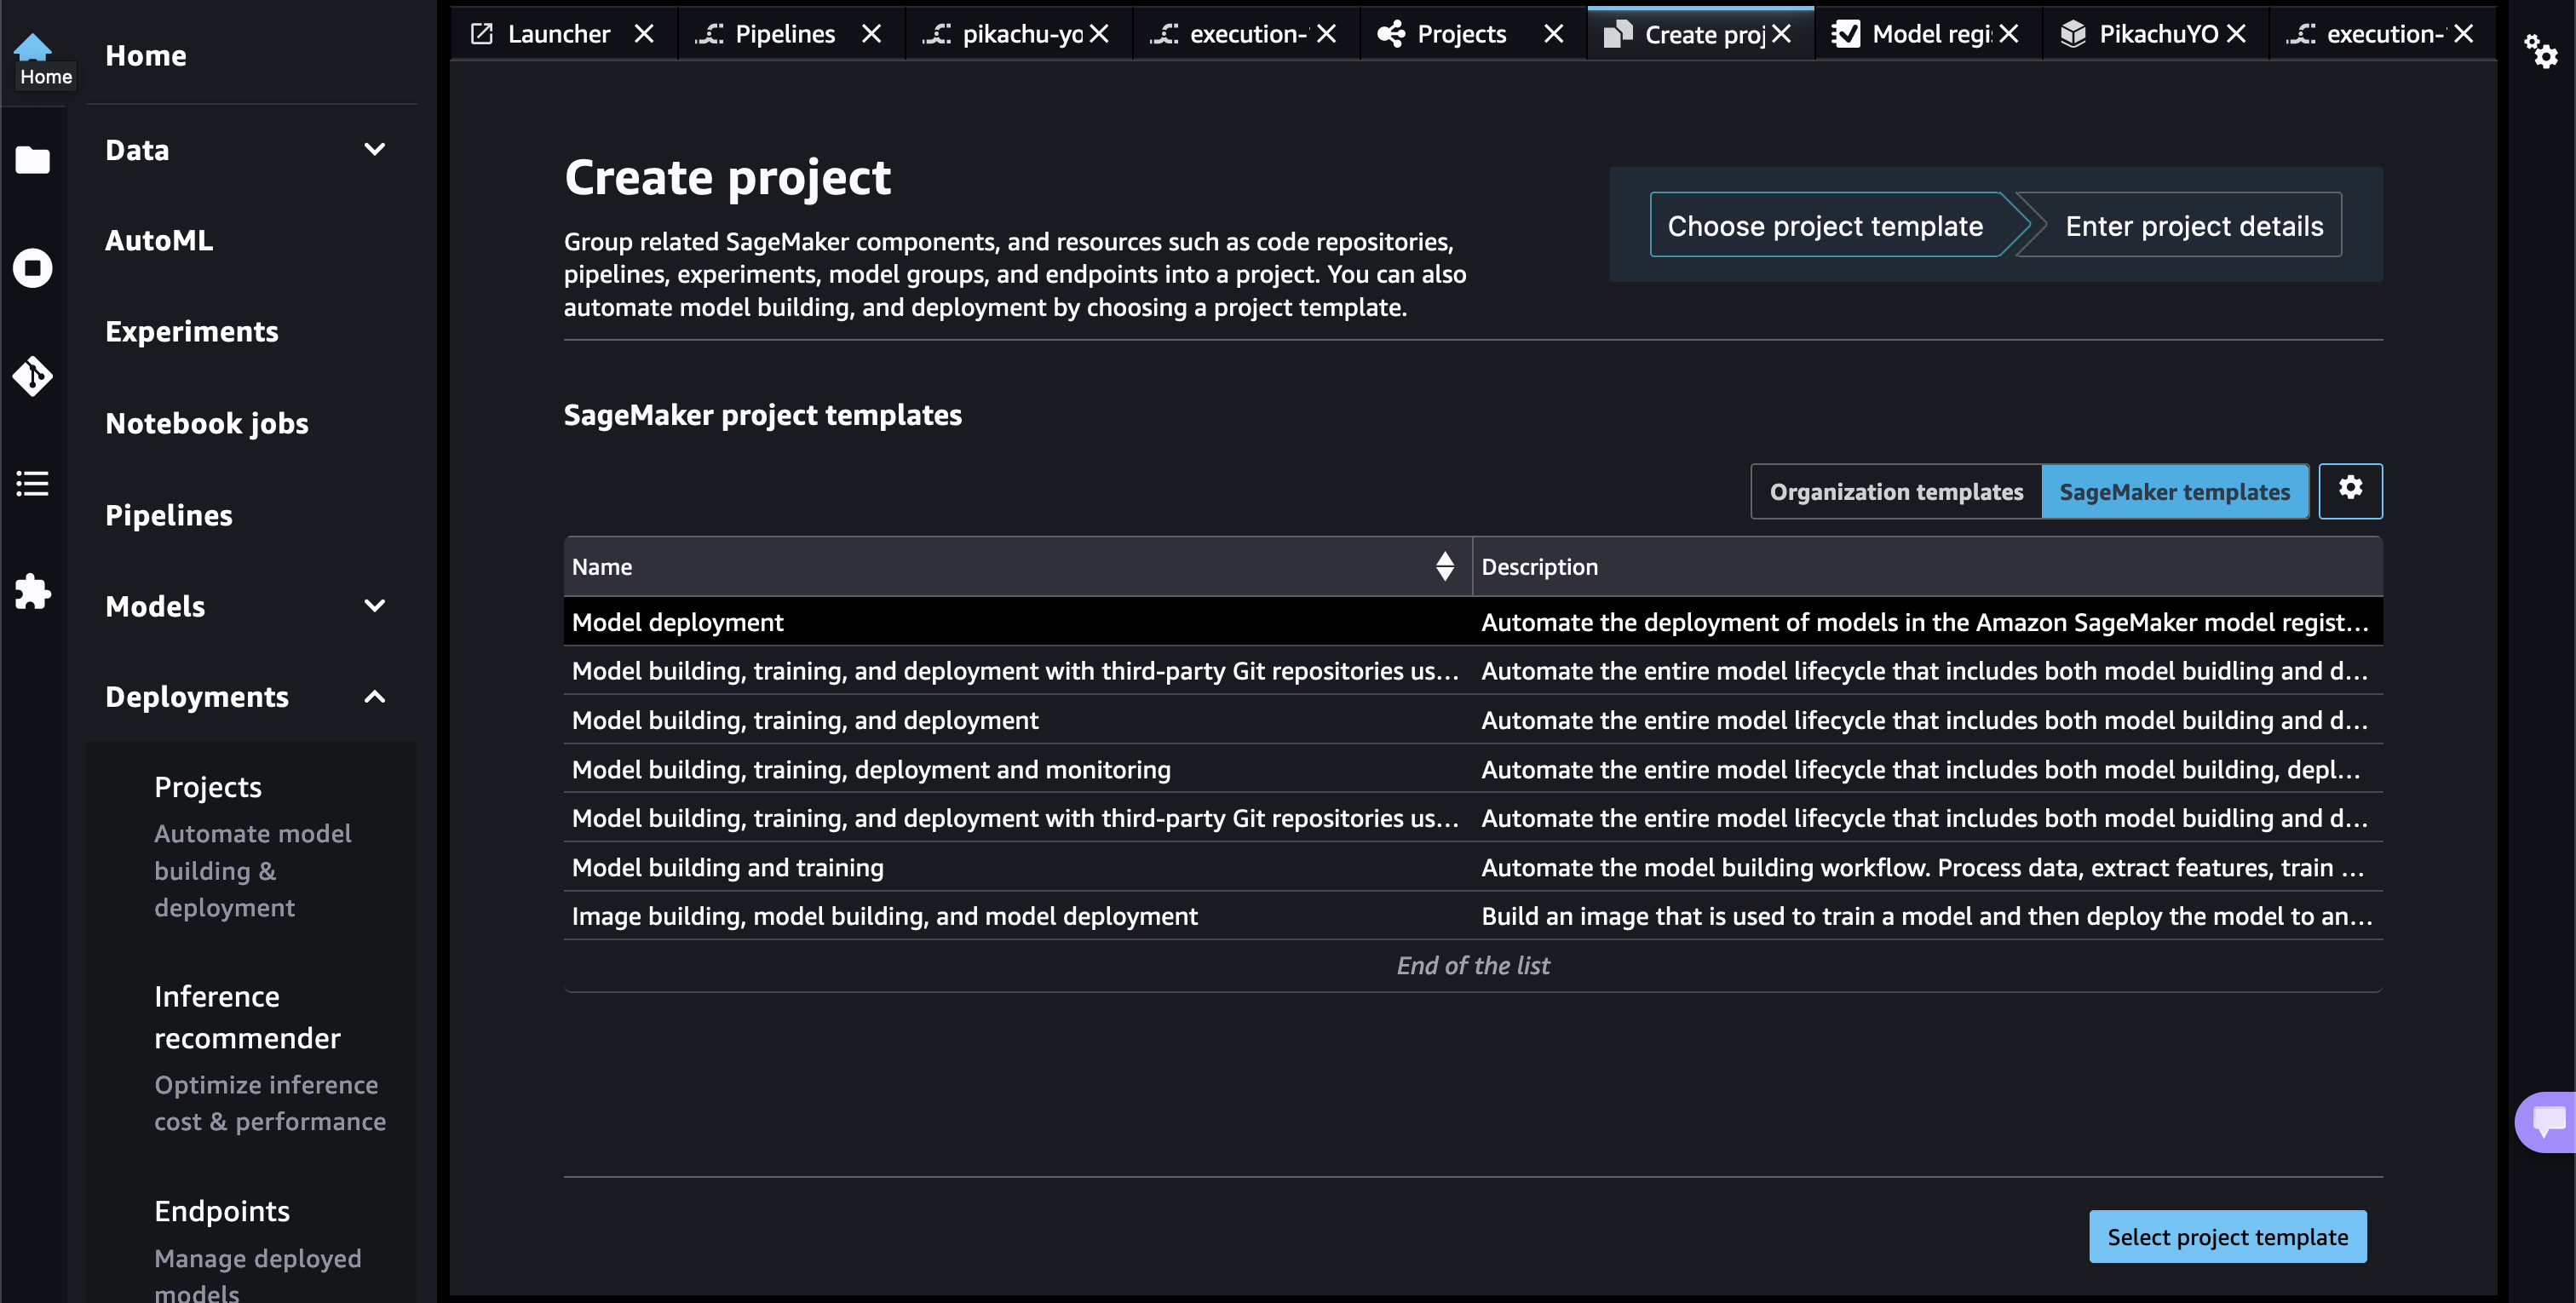 Launcher
Pipelines
pikachu-yo
execution-
Projects
Create proj
Model regi
PikachuYO
execution-
Home
Home
Data
AutoML
Experiments
Notebook jobs
Pipelines
Models
Deployments
Projects
Automate model
building &
deployment
Inference
recommender
Optimize inference
cost & performance
Endpoints
Manage deployed
models
Create project
Group related SageMaker components, and resources such as code repositories,
pipelines, experiments, model groups, and endpoints into a project. You can also
automate model building, and deployment by choosing a project template.
Choose project template
Enter project details
SageMaker project templates
Organization templates
SageMaker templates
Name
Description
Model deployment
Automate the deployment of models in the Amazon SageMaker model regist...
Model building, training, and deployment with third-party Git repositories us...
Automate the entire model lifecycle that includes both model buidling and d...
Model building, training, and deployment
Automate the entire model lifecycle that includes both model building and d...
Model building, training, deployment and monitoring
Automate the entire model lifecycle that includes both model building, depl...
Model building, training, and deployment with third-party Git repositories us...
Automate the entire model lifecycle that includes both model buidling and d...
Model building and training
Automate the model building workflow. Process data, extract features, train ...
Image building, model building, and model deployment
Build an image that is used to train a model and then deploy the model to an...
End of the list
Select project template